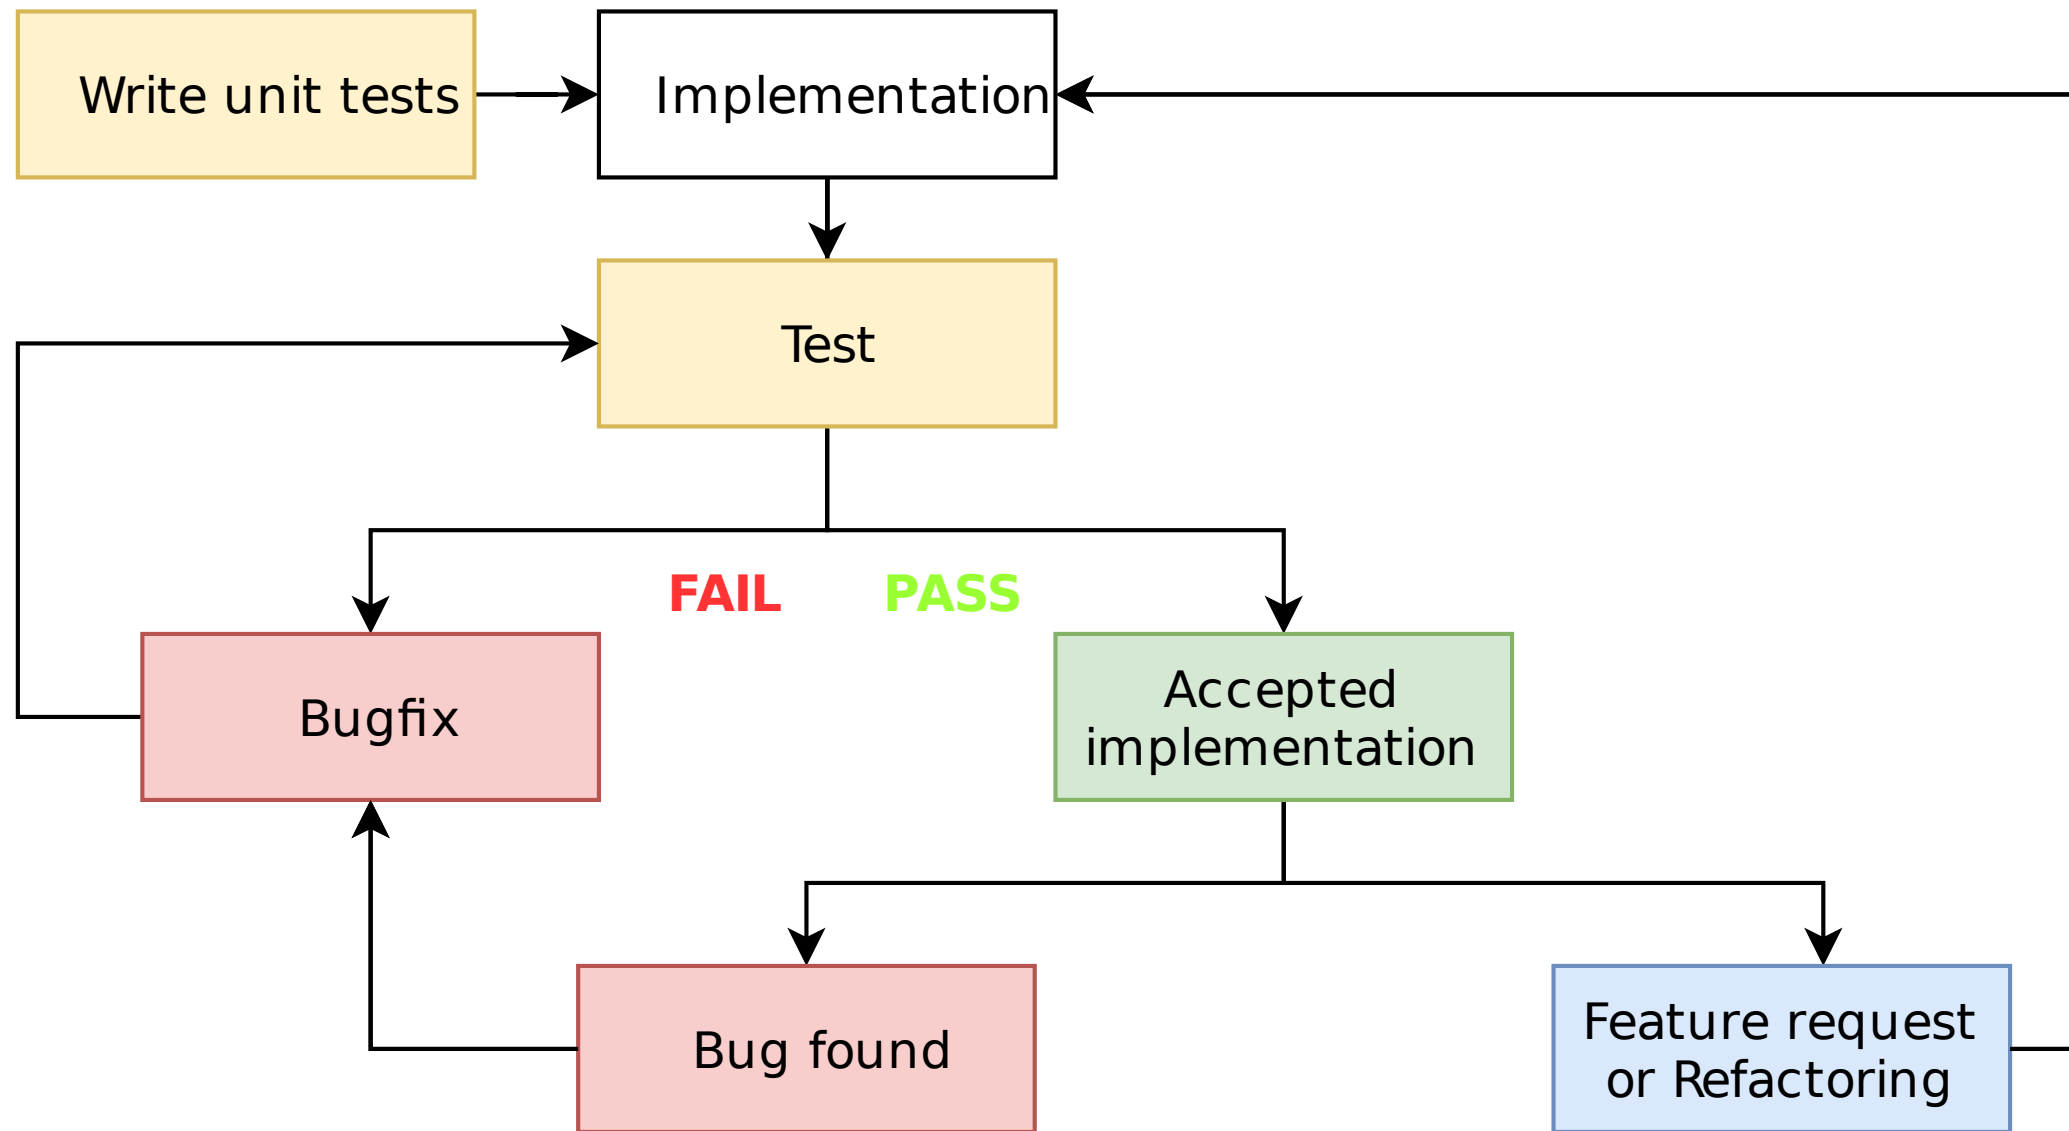 Write unit tests
Implementation
Test
FAIL
PASS
Bugfix
Accepted
implementation
Bug found
Feature request
or Refactoring